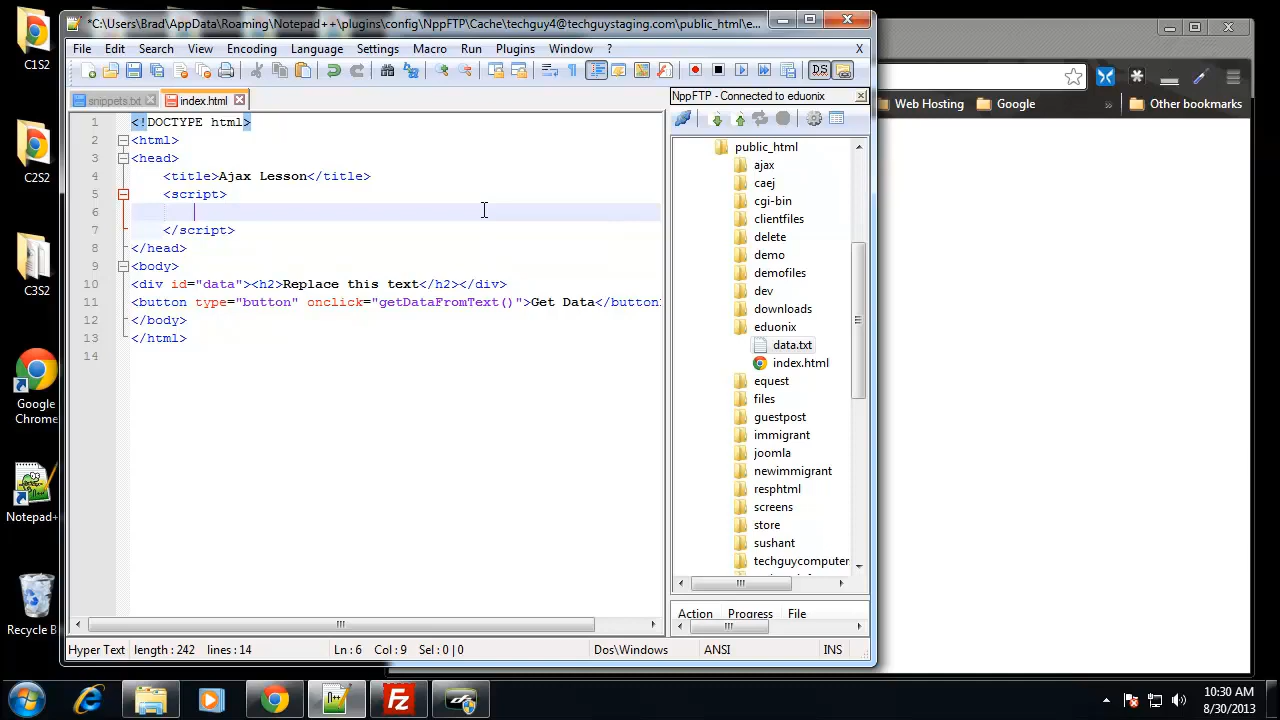 *C:\Users\Brad\AppData\Roaming\Notepad++\plugins\config\NppFTP\Cache\techguy4@techguystaging.com\public_html\e...
File Edit Search View Encoding Language Settings Macro Run Plugins Window ? X
snippets.txt index.html
1 <!DOCTYPE html>
2 <html>
3 <head>
4 <title>Ajax Lesson</title>
5 <script>
6
7 </script>
8 </head>
9 <body>
10 <div id="data"><h2>Replace this text</h2></div>
11 <button type="button" onclick="getDataFromText()">Get Data</button
12 </body>
13 </html>
14
Hyper Text length : 242 lines : 14 Ln : 6 Col : 9 Sel : 0 | 0 Dos\Windows ANSI INS
NppFTP - Connected to eduonix
public_html
ajax
caej
cgi-bin
clientfiles
delete
demo
demofiles
dev
downloads
eduonix
data.txt
index.html
equest
files
guestpost
immigrant
joomla
newimmigrant
resphtml
screens
store
sushant
techguycomputer
Action Progress File
Web Hosting Google » Other bookmarks
C1S2
C2S2
C3S2
Google
Chrome
Notepad+
Recycle B
10:30 AM
8/30/2013